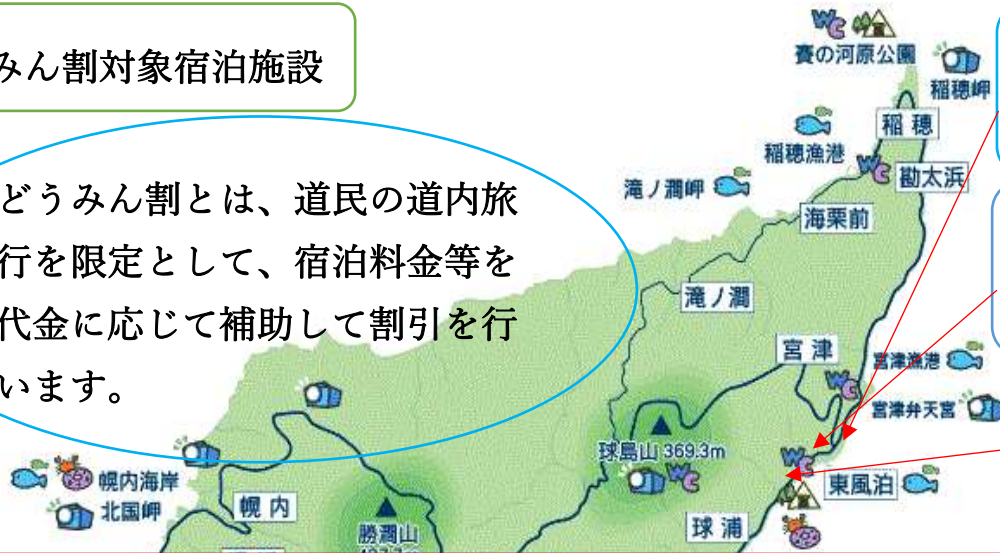 みん割対象宿泊施設
どうみん割とは、道民の道内旅
行を限定として、宿泊料金等を
代金に応じて補助して割引を行
います。
WC
賽の河原公園
稲穂岬
稲穂
稲穂漁港
WC
勘太浜
滝ノ澗岬
海栗前
滝ノ澗
宮津
宮津漁港
WC
宮津弁天宮
球島山 369.3m
WC
WC
東風泊
幌内海岸
北国岬
幌内
勝澗山
球浦